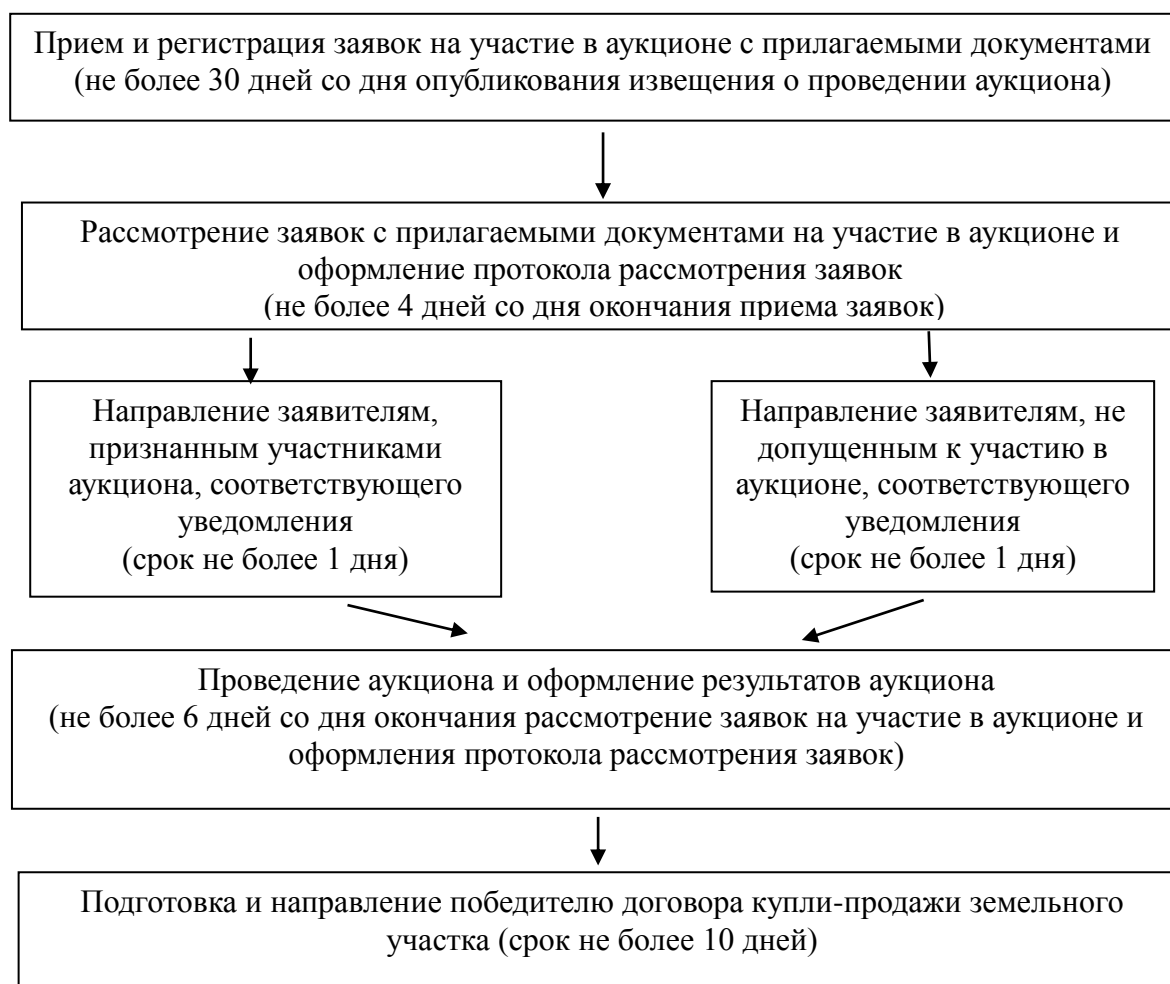 Прием и регистрация заявок на участие в аукционе с прилагаемыми документами
(не более 30 дней со дня опубликования извещения о проведении аукциона)
Рассмотрение заявок с прилагаемыми документами на участие в аукционе и
оформление протокола рассмотрения заявок
(не более 4 дней со дня окончания приема заявок)
Направление заявителям,
признанным участниками
аукциона, соответствующего
уведомления
(срок не более 1 дня)
Направление заявителям, не
допущенным к участию в
аукционе, соответствующего
уведомления
(срок не более 1 дня)
Проведение аукциона и оформление результатов аукциона
(не более 6 дней со дня окончания рассмотрение заявок на участие в аукционе и
оформления протокола рассмотрения заявок)
Подготовка и направление победителю договора купли-продажи земельного
участка (срок не более 10 дней)